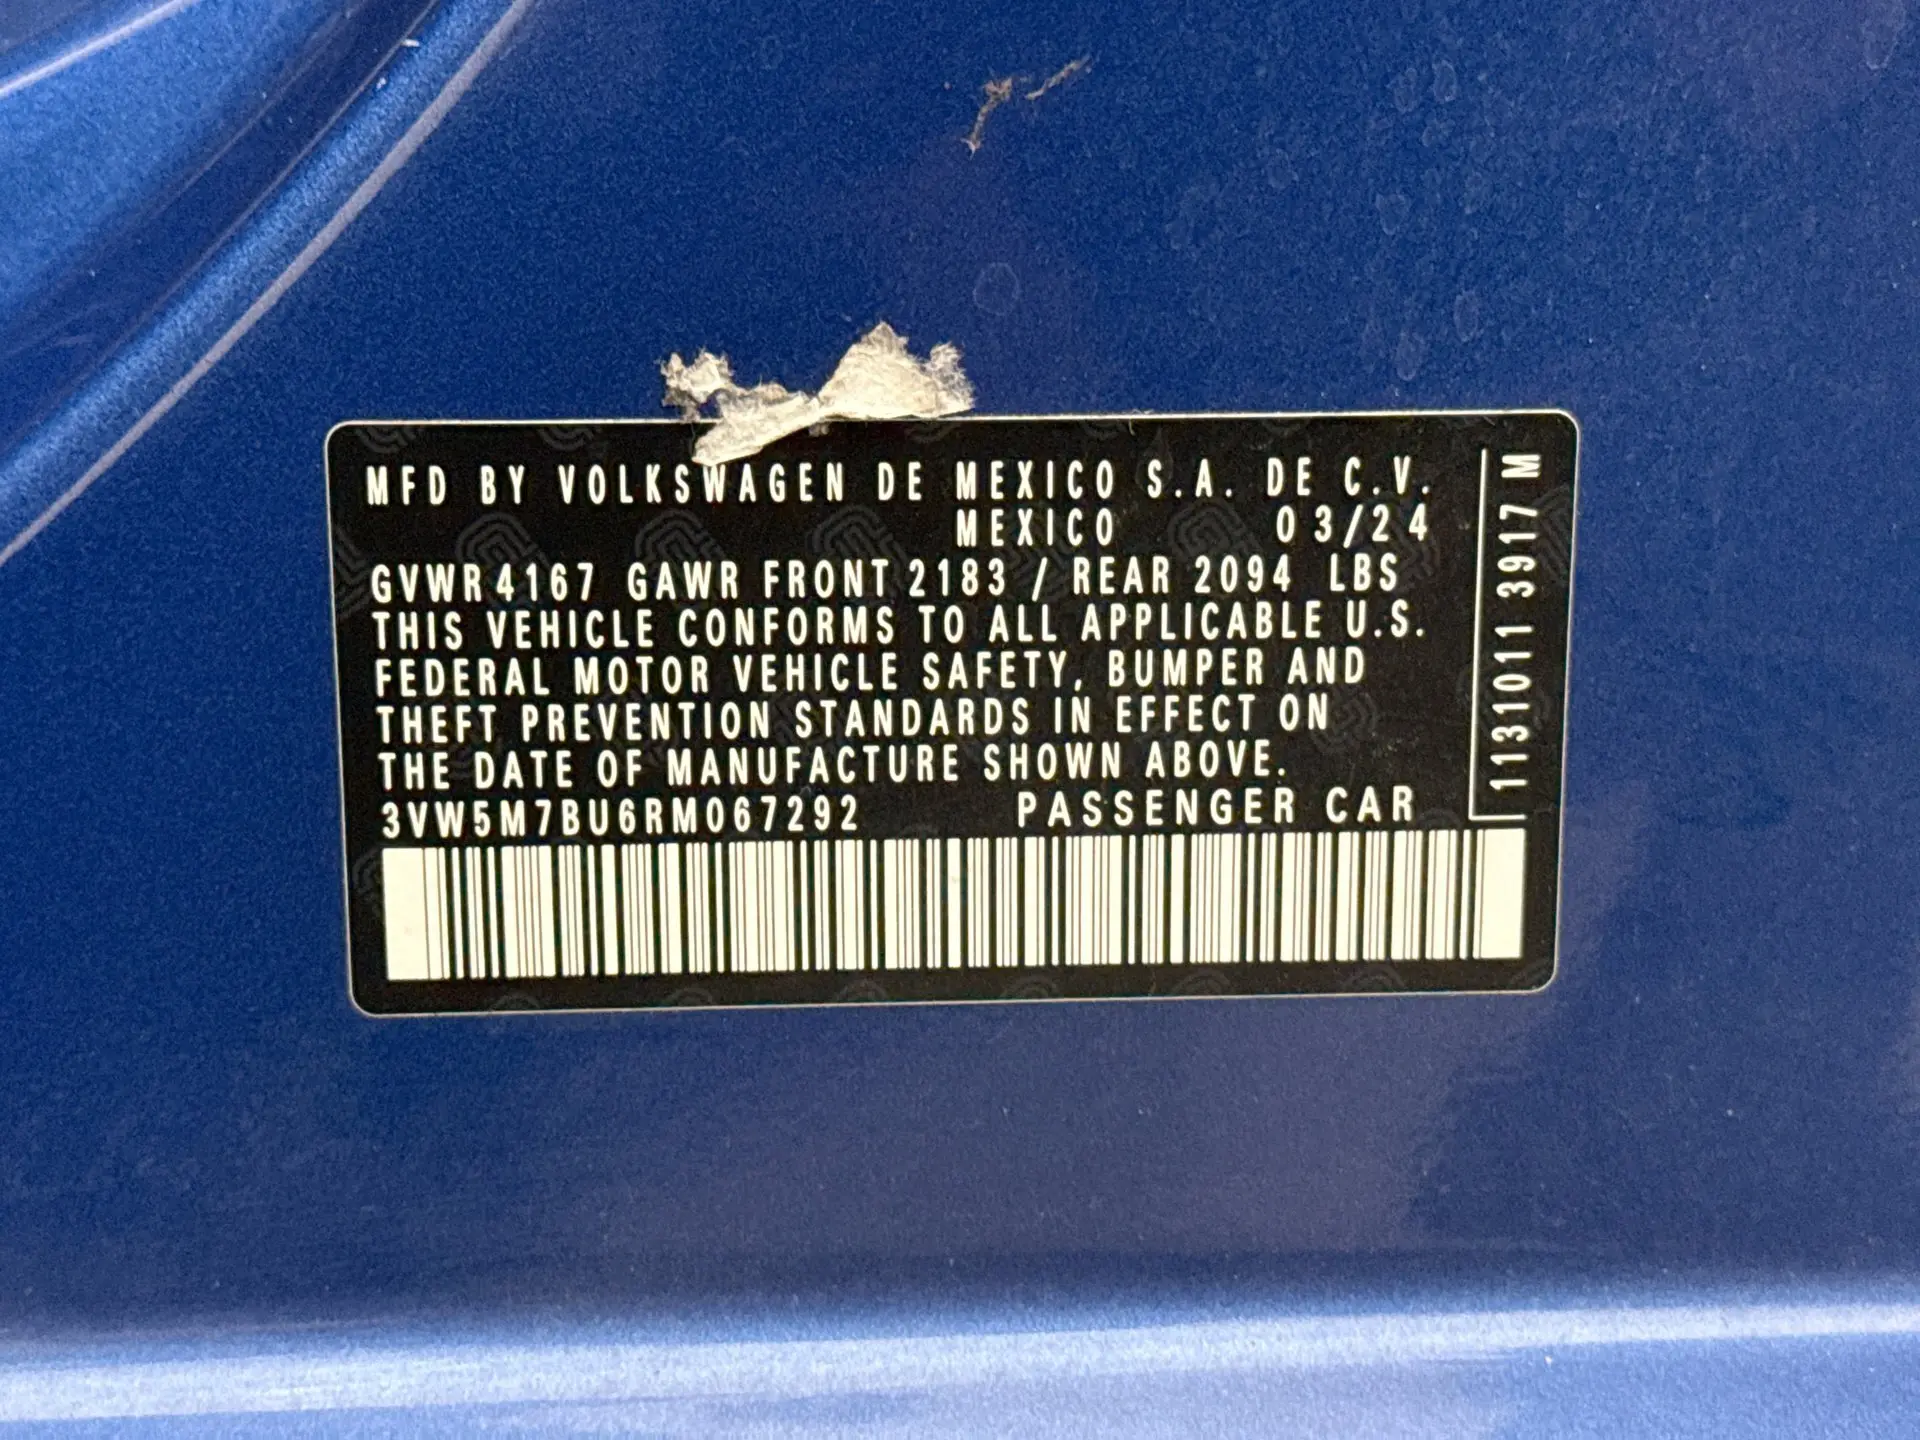 MFD BY VOLKSWAGEN DE MEXICO S.A. DE C.V.
MEXICO 03/24
GVWR 4167 GAWR FRONT 2183 / REAR 2094 LBS
THIS VEHICLE CONFORMS TO ALL APPLICABLE U.S.
FEDERAL MOTOR VEHICLE SAFETY, BUMPER AND
THEFT PREVENTION STANDARDS IN EFFECT ON
THE DATE OF MANUFACTURE SHOWN ABOVE.
3VW5M7BU6RM067292 PASSENGER CAR
1131011 3917 M